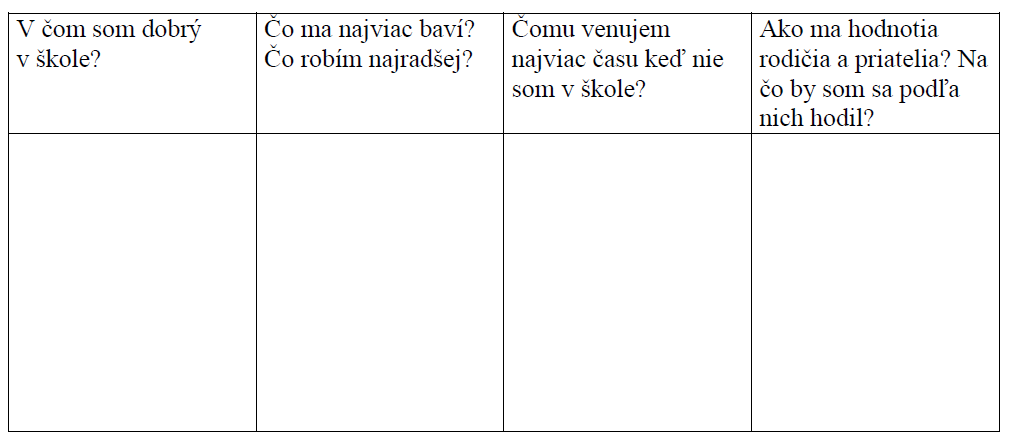 V čom som dobrý
v škole?
Čo ma najviac baví?
Čo robím najradšej?
Čomu venujem
najviac času keď nie
som v škole?
Ako ma hodnotia
rodičia a priatelia? Na
čo by som sa podľa
nich hodil?